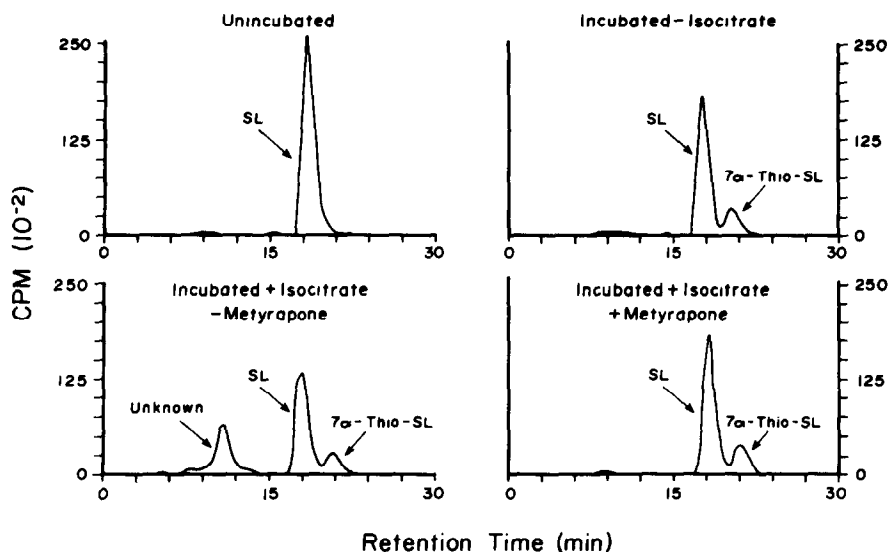 Unincubated
250
SL
125
0
0
15
30
Incubated - Isocitrate
250
SL
7α-Thio-SL
125
0
0
15
30
CPM (10-2)
Incubated + Isocitrate
- Metyrapone
250
125
Unknown
SL
7α-Thio-SL
0
0
15
30
Incubated + Isocitrate
+ Metyrapone
250
SL
125
7α-Thio-SL
0
0
15
30
Retention Time (min)